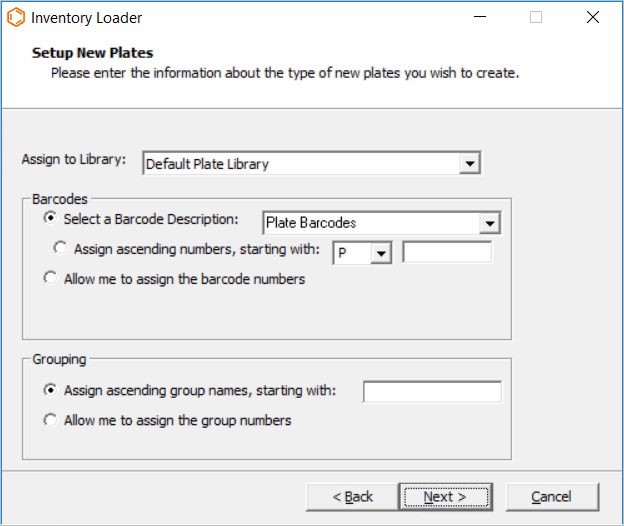 Inventory Loader
Setup New Plates
Please enter the information about the type of new plates you wish to create.
Assign to Library: Default Plate Library
Barcodes
Select a Barcode Description: Plate Barcodes
Assign ascending numbers, starting with: P
Allow me to assign the barcode numbers
Grouping
Assign ascending group names, starting with:
Allow me to assign the group numbers
< Back Next > Cancel